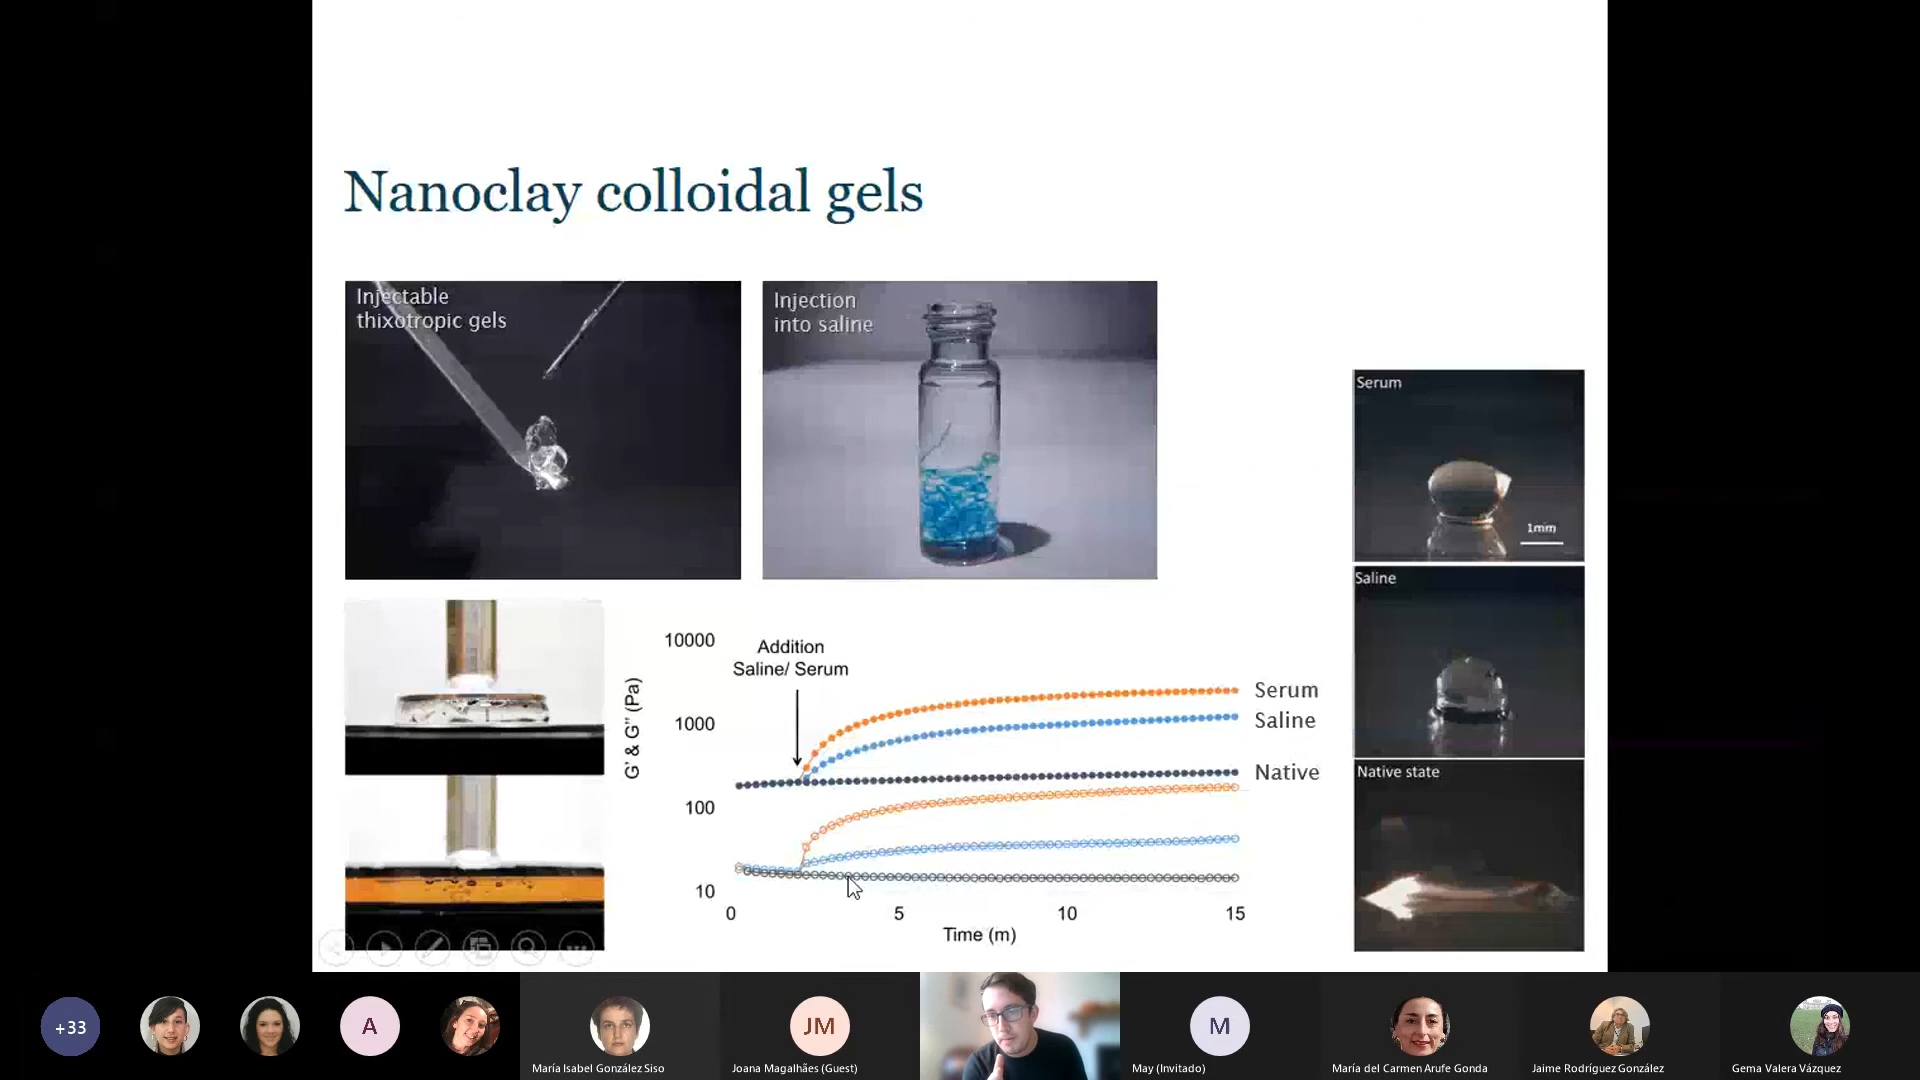 Nanoclay colloidal gels
Injectable
thixotropic gels
Injection
into saline
Serum
1mm
Saline
Native state
10000
1000
100
10
G' & G'' (Pa)
Addition
Saline/ Serum
Serum
Saline
Native
0
5
10
15
Time (m)
+33
A
María Isabel González Siso
JM
Joana Magalhães (Guest)
M
May (Invitado)
María del Carmen Arufe Gonda
Jaime Rodríguez González
Gema Valera Vázquez